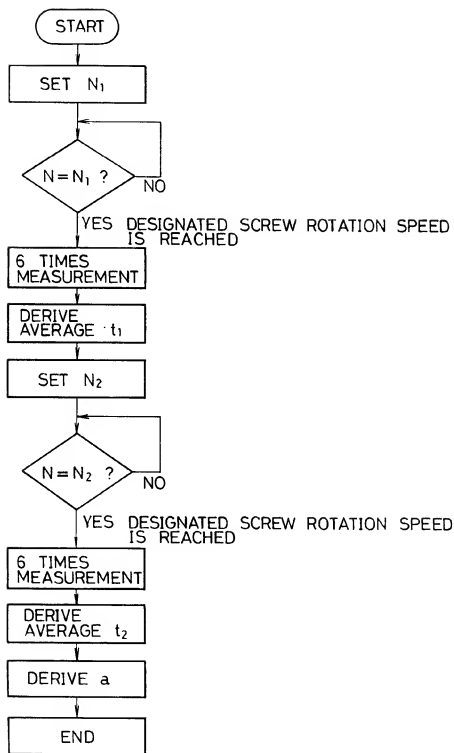 START
SET N₁
N=N₁ ?
NO
YES DESIGNATED SCREW ROTATION SPEED
IS REACHED
6 TIMES
MEASUREMENT
DERIVE
AVERAGE t₁
SET N₂
N=N₂ ?
NO
YES DESIGNATED SCREW ROTATION SPEED
IS REACHED
6 TIMES
MEASUREMENT
DERIVE
AVERAGE t₂
DERIVE a
END